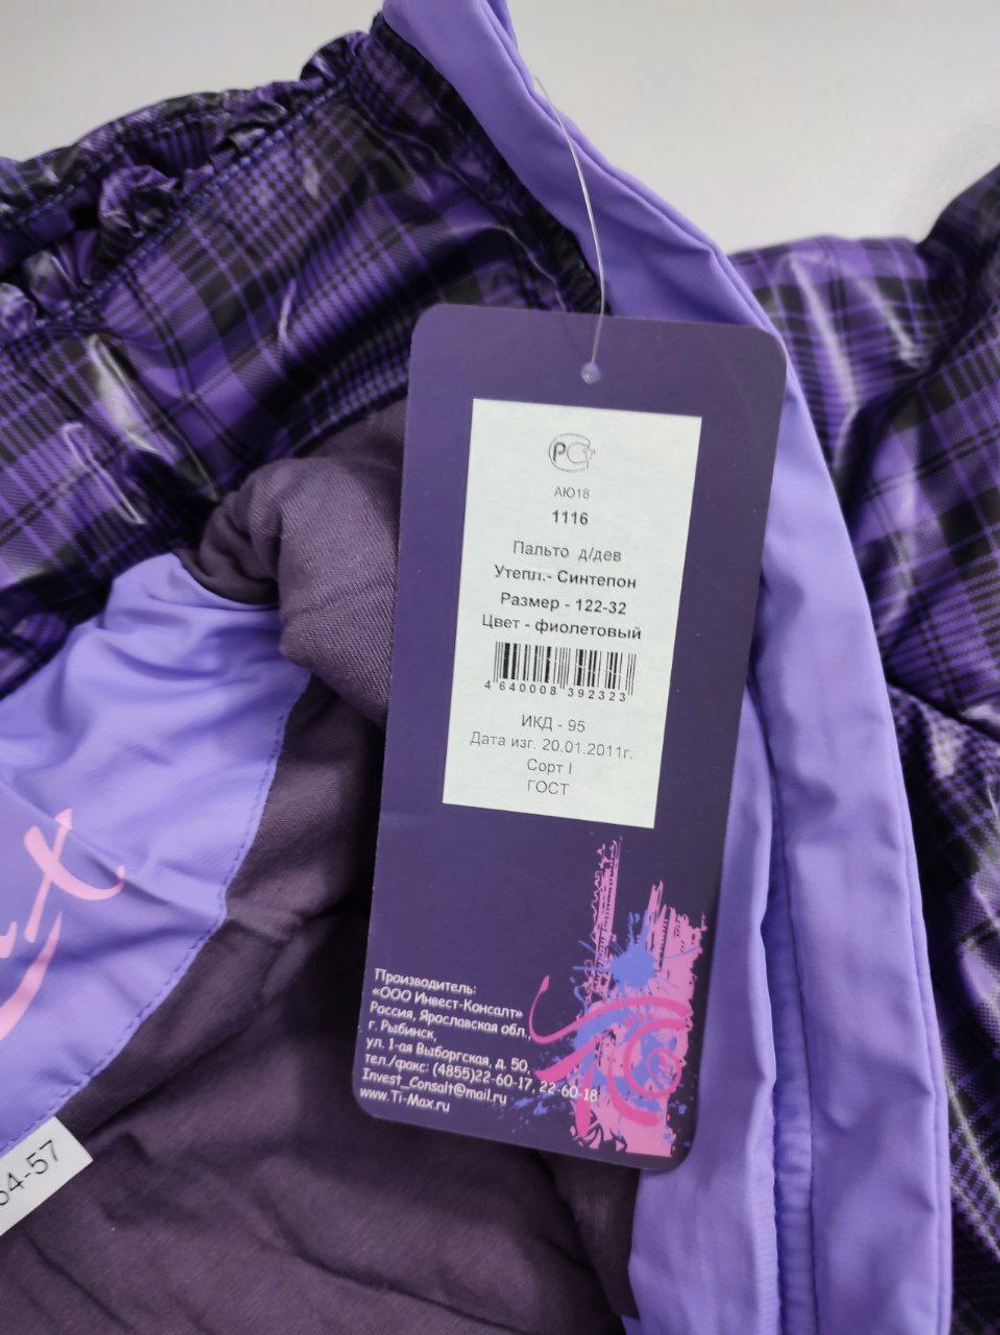 РСТ
АЮ18
1116
Пальто д/дев
Утепл.- Синтепон
Размер - 122-32
Цвет - фиолетовый
4 640008 392323
ИКД - 95
Дата изг. 20.01.2011г.
Сорт I
ГОСТ
Производитель:
«ООО Инвест-Консалт»
Россия, Ярославская обл.,
г. Рыбинск,
ул. 1-ая Выборгская, д. 50,
тел./факс: (4855)22-60-17, 22-60-18
Invest_Consalt@mail.ru
www.Ti-Max.ru
54-57